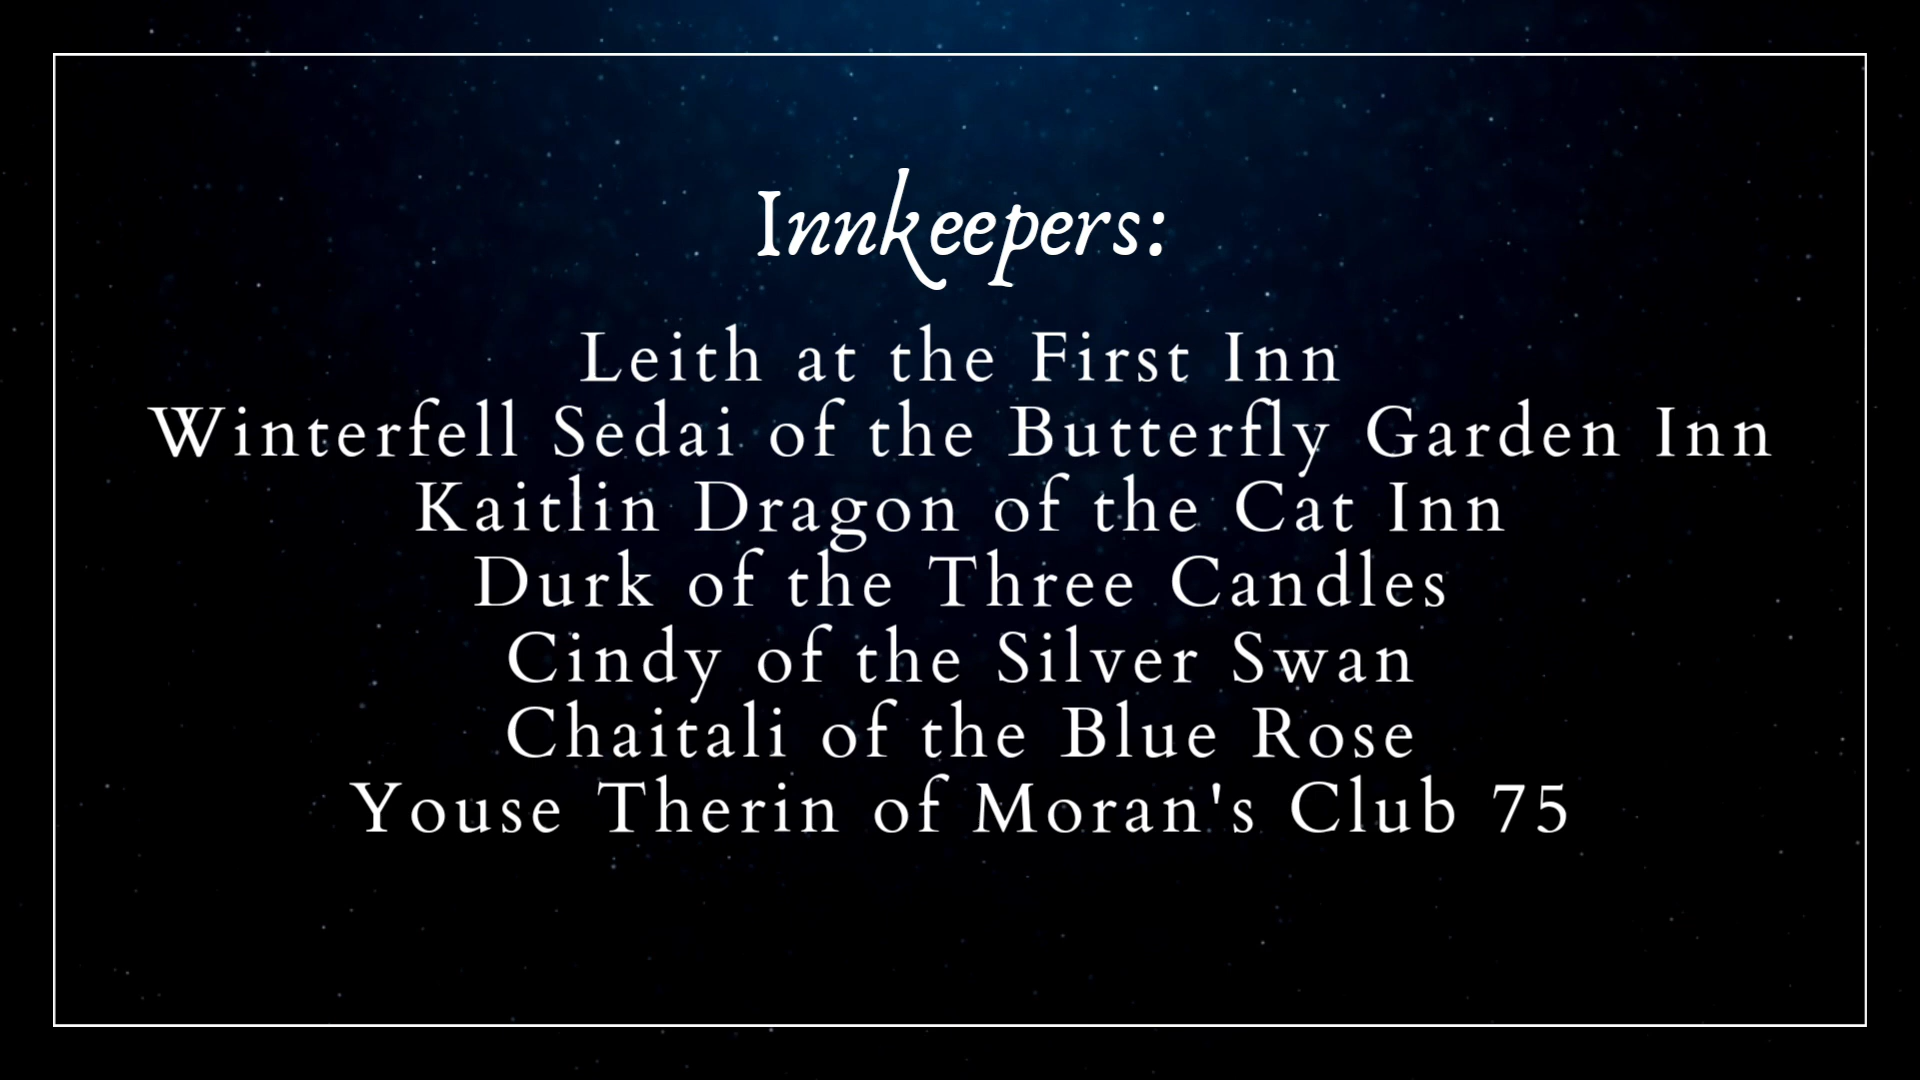 Innkeepers:
Leith at the First Inn
Winterfell Sedai of the Butterfly Garden Inn
Kaitlin Dragon of the Cat Inn
Durk of the Three Candles
Cindy of the Silver Swan
Chaitali of the Blue Rose
Youse Therin of Moran's Club 75